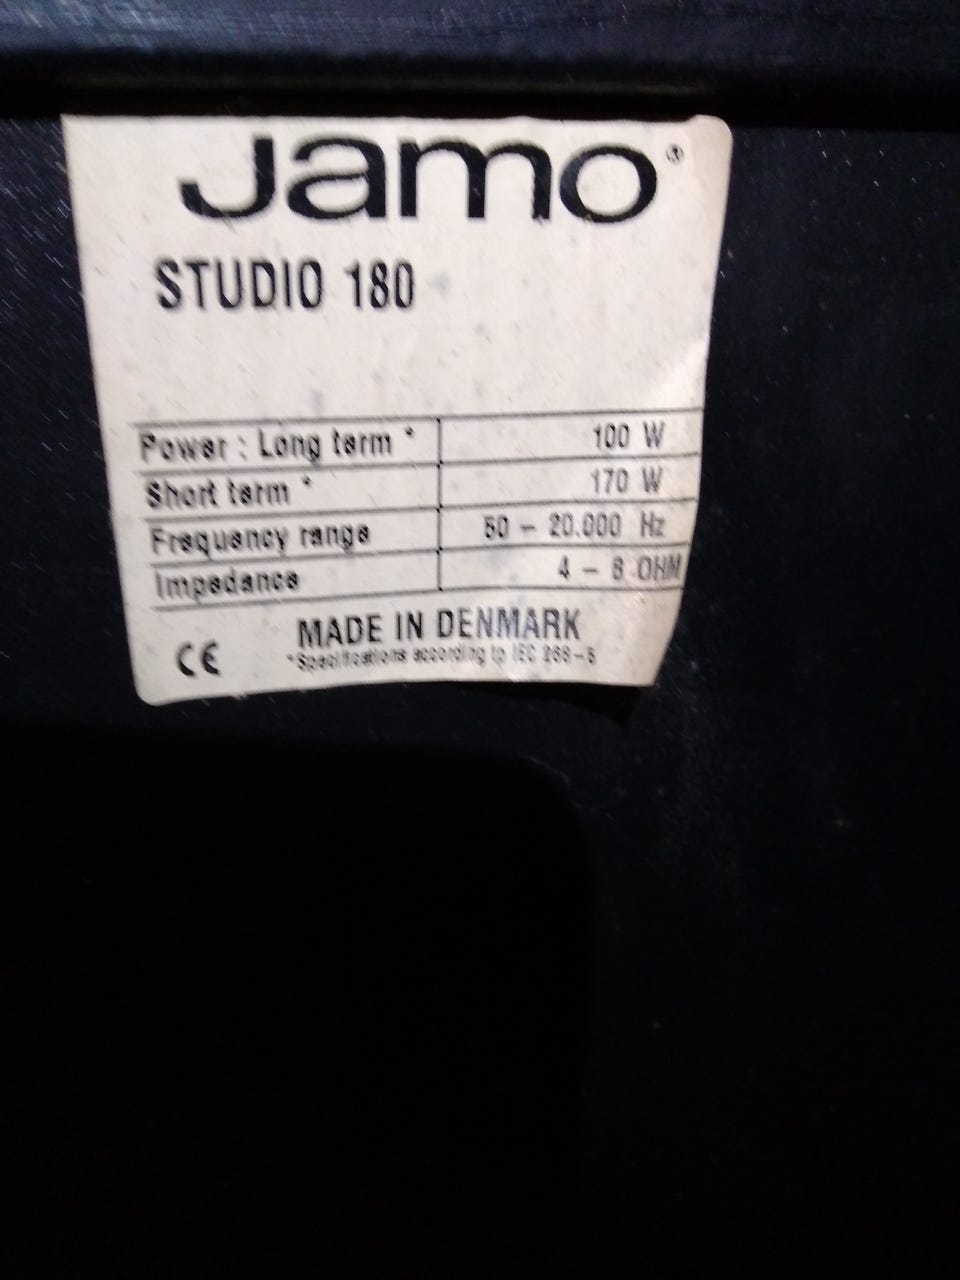 Jamo®
STUDIO 180
Power : Long term * 100 W
Short term * 170 W
Frequency range 50 – 20.000 Hz
Impedance 4 – 8 OHM
MADE IN DENMARK
CE *Specifications according to IEC 268–5